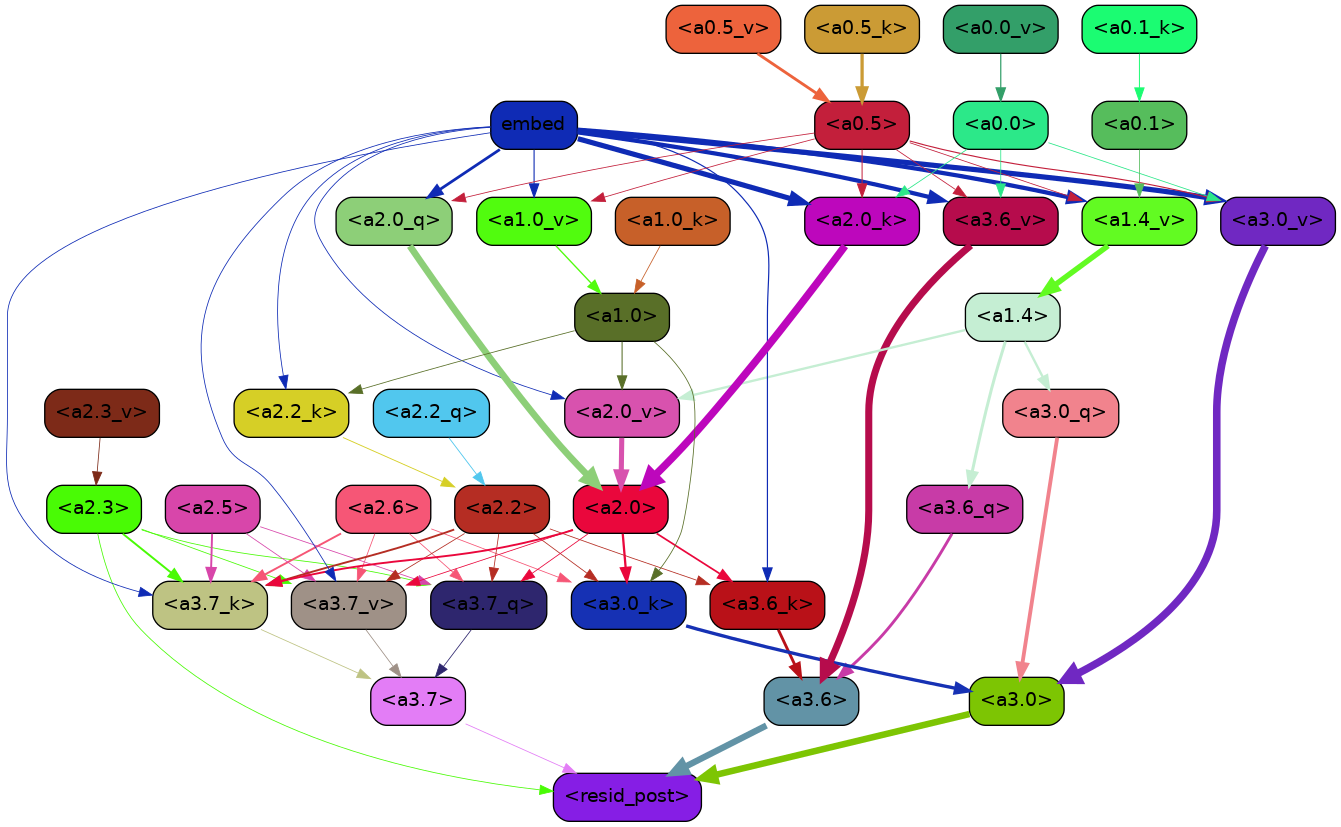 <a0.5_v> <a0.5_k> <a0.0_v> <a0.1_k>
embed <a0.5> <a0.0> <a0.1>
<a2.0_q> <a1.0_v> <a1.0_k> <a2.0_k> <a3.6_v> <a1.4_v> <a3.0_v>
<a1.0> <a1.4>
<a2.3_v> <a2.2_k> <a2.2_q> <a2.0_v> <a3.0_q>
<a2.3> <a2.5> <a2.6> <a2.2> <a2.0> <a3.6_q>
<a3.7_k> <a3.7_v> <a3.7_q> <a3.0_k> <a3.6_k>
<a3.7> <a3.6> <a3.0>
<resid_post>